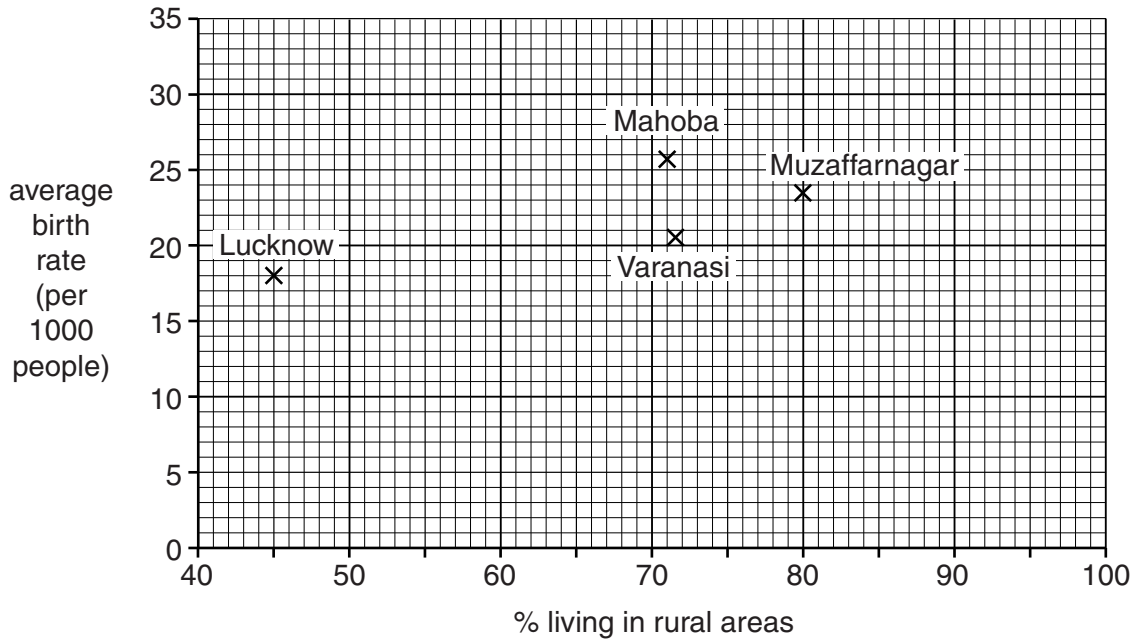 35
30
25
20
15
10
5
0
average
birth
rate
(per
1000
people)
Mahoba
Muzaffarnagar
Lucknow
Varanasi
40 50 60 70 80 90 100
% living in rural areas